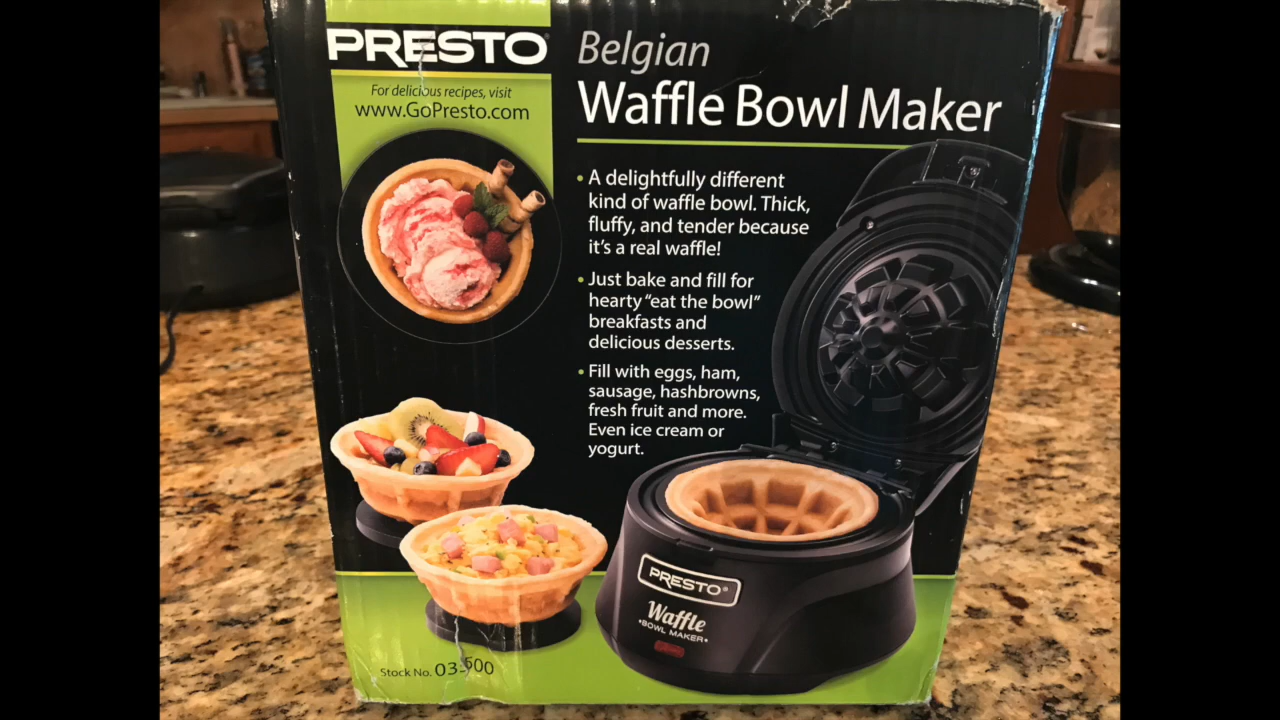 PRESTO®
For delicious recipes, visit
www.GoPresto.com
Belgian
Waffle Bowl Maker
• A delightfully different
kind of waffle bowl. Thick,
fluffy, and tender because
it's a real waffle!
• Just bake and fill for
hearty “eat the bowl”
breakfasts and
delicious desserts.
• Fill with eggs, ham,
sausage, hashbrowns,
fresh fruit and more.
Even ice cream or
yogurt.
PRESTO®
Waffle
•BOWL MAKER•
Stock No. 03500